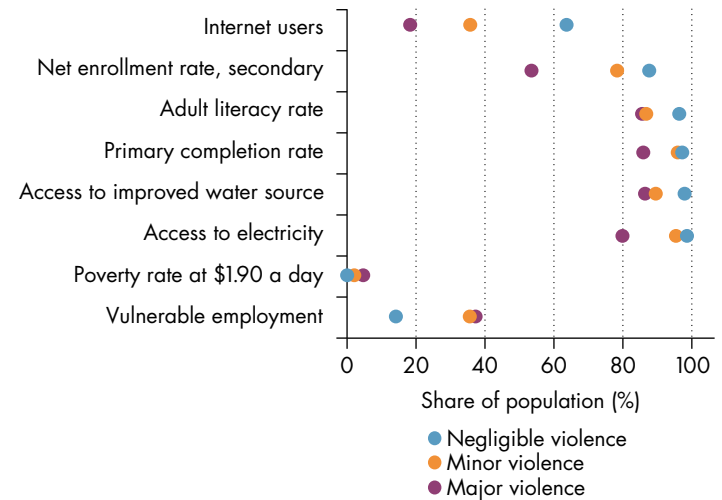 Internet users
Net enrollment rate, secondary
Adult literacy rate
Primary completion rate
Access to improved water source
Access to electricity
Poverty rate at $1.90 a day
Vulnerable employment
0 20 40 60 80 100
Share of population (%)
Negligible violence
Minor violence
Major violence